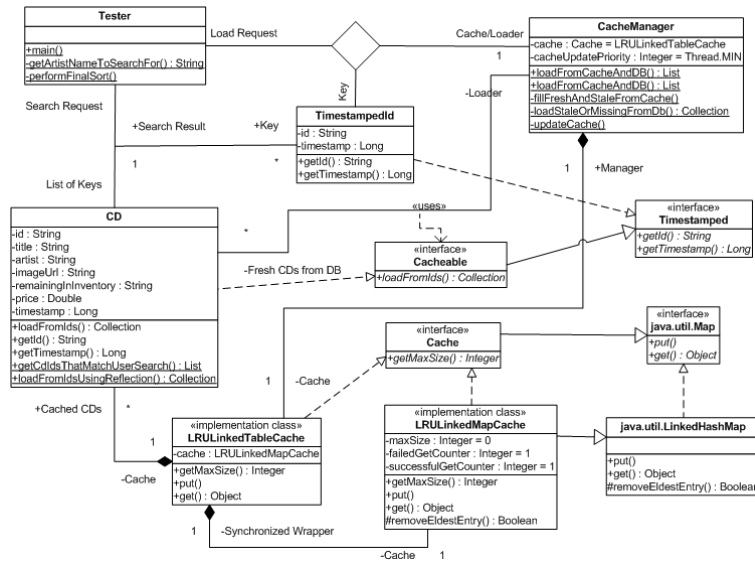 Tester
+main()
-getArtistNameToSearchFor() : String
-performFinalSort()
Load Request
Cache/Loader
1
Key
CacheManager
-cache : Cache = LRULinkedTableCache
-cacheUpdatePriority : Integer = Thread.MIN
+loadFromCacheAndDB() : List
+loadFromCacheAndDB() : List
-fillFreshAndStaleFromCache()
-loadStaleOrMissingFromDb() : Collection
-updateCache()
Search Request
+Search Result
+Key
1
*
List of Keys
TimestampedId
-id : String
-timestamp : Long
+getId() : String
+getTimestamp() : Long
-Loader
*
1
+Manager
CD
-id : String
-title : String
-artist : String
-imageUrl : String
-remainingInInventory : String
-price : Double
-timestamp : Long
+loadFromIds() : Collection
+getId() : String
+getTimestamp() : Long
+getCdIdsThatMatchUserSearch() : List
+loadFromIdsUsingReflection() : Collection
«uses»
«interface»
Cacheable
+loadFromIds() : Collection
-Fresh CDs from DB
«interface»
Timestamped
+getId() : String
+getTimestamp() : Long
«interface»
Cache
+getMaxSize() : Integer
«interface»
java.util.Map
+put()
+get() : Object
1
-Cache
+Cached CDs
*
1
-Cache
«implementation class»
LRULinkedTableCache
-cache : LRULinkedMapCache
+getMaxSize() : Integer
+put()
+get() : Object
«implementation class»
LRULinkedMapCache
-maxSize : Integer = 0
-failedGetCounter : Integer = 1
-successfulGetCounter : Integer = 1
+getMaxSize() : Integer
+put()
+get() : Object
#removeEldestEntry() : Boolean
java.util.LinkedHashMap
+put()
+get() : Object
#removeEldestEntry() : Boolean
1
-Synchronized Wrapper
-Cache
1